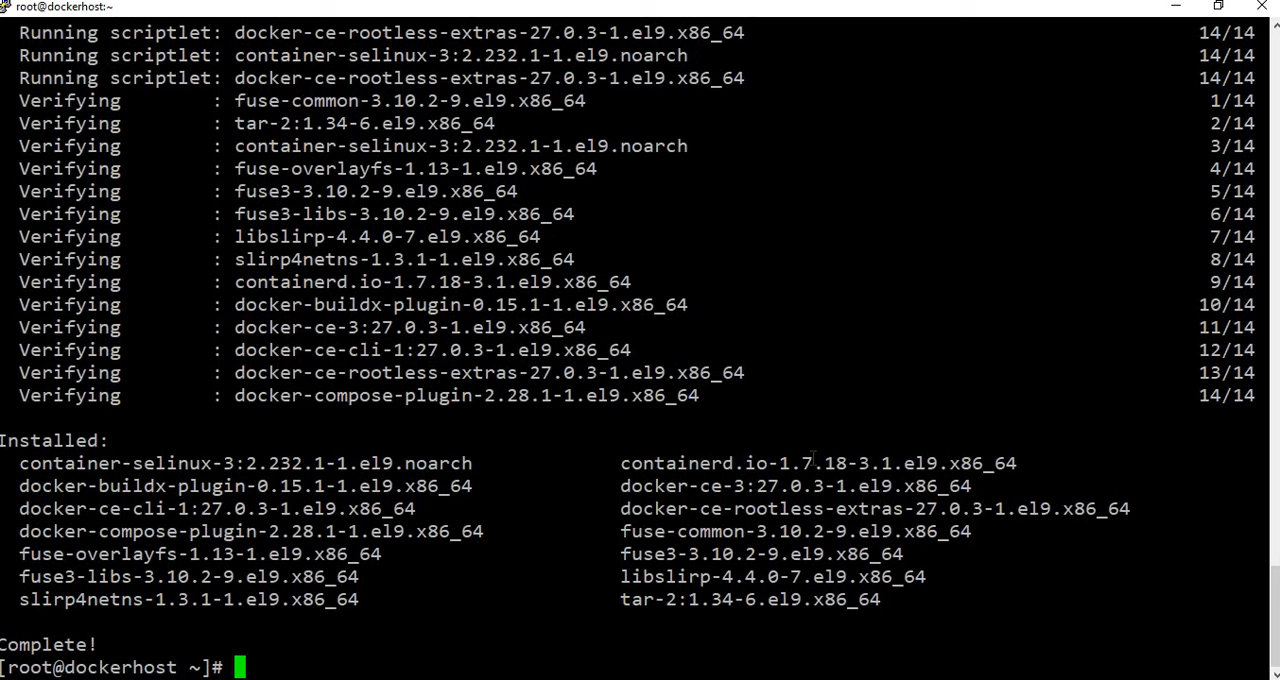 root@dockerhost:~
Running scriptlet: docker-ce-rootless-extras-27.0.3-1.el9.x86_64 14/14
Running scriptlet: container-selinux-3:2.232.1-1.el9.noarch 14/14
Running scriptlet: docker-ce-rootless-extras-27.0.3-1.el9.x86_64 14/14
Verifying : fuse-common-3.10.2-9.el9.x86_64 1/14
Verifying : tar-2:1.34-6.el9.x86_64 2/14
Verifying : container-selinux-3:2.232.1-1.el9.noarch 3/14
Verifying : fuse-overlayfs-1.13-1.el9.x86_64 4/14
Verifying : fuse3-3.10.2-9.el9.x86_64 5/14
Verifying : fuse3-libs-3.10.2-9.el9.x86_64 6/14
Verifying : libslirp-4.4.0-7.el9.x86_64 7/14
Verifying : slirp4netns-1.3.1-1.el9.x86_64 8/14
Verifying : containerd.io-1.7.18-3.1.el9.x86_64 9/14
Verifying : docker-buildx-plugin-0.15.1-1.el9.x86_64 10/14
Verifying : docker-ce-3:27.0.3-1.el9.x86_64 11/14
Verifying : docker-ce-cli-1:27.0.3-1.el9.x86_64 12/14
Verifying : docker-ce-rootless-extras-27.0.3-1.el9.x86_64 13/14
Verifying : docker-compose-plugin-2.28.1-1.el9.x86_64 14/14
Installed:
container-selinux-3:2.232.1-1.el9.noarch containerd.io-1.7.18-3.1.el9.x86_64
docker-buildx-plugin-0.15.1-1.el9.x86_64 docker-ce-3:27.0.3-1.el9.x86_64
docker-ce-cli-1:27.0.3-1.el9.x86_64 docker-ce-rootless-extras-27.0.3-1.el9.x86_64
docker-compose-plugin-2.28.1-1.el9.x86_64 fuse-common-3.10.2-9.el9.x86_64
fuse-overlayfs-1.13-1.el9.x86_64 fuse3-3.10.2-9.el9.x86_64
fuse3-libs-3.10.2-9.el9.x86_64 libslirp-4.4.0-7.el9.x86_64
slirp4netns-1.3.1-1.el9.x86_64 tar-2:1.34-6.el9.x86_64
Complete!
[root@dockerhost ~]#